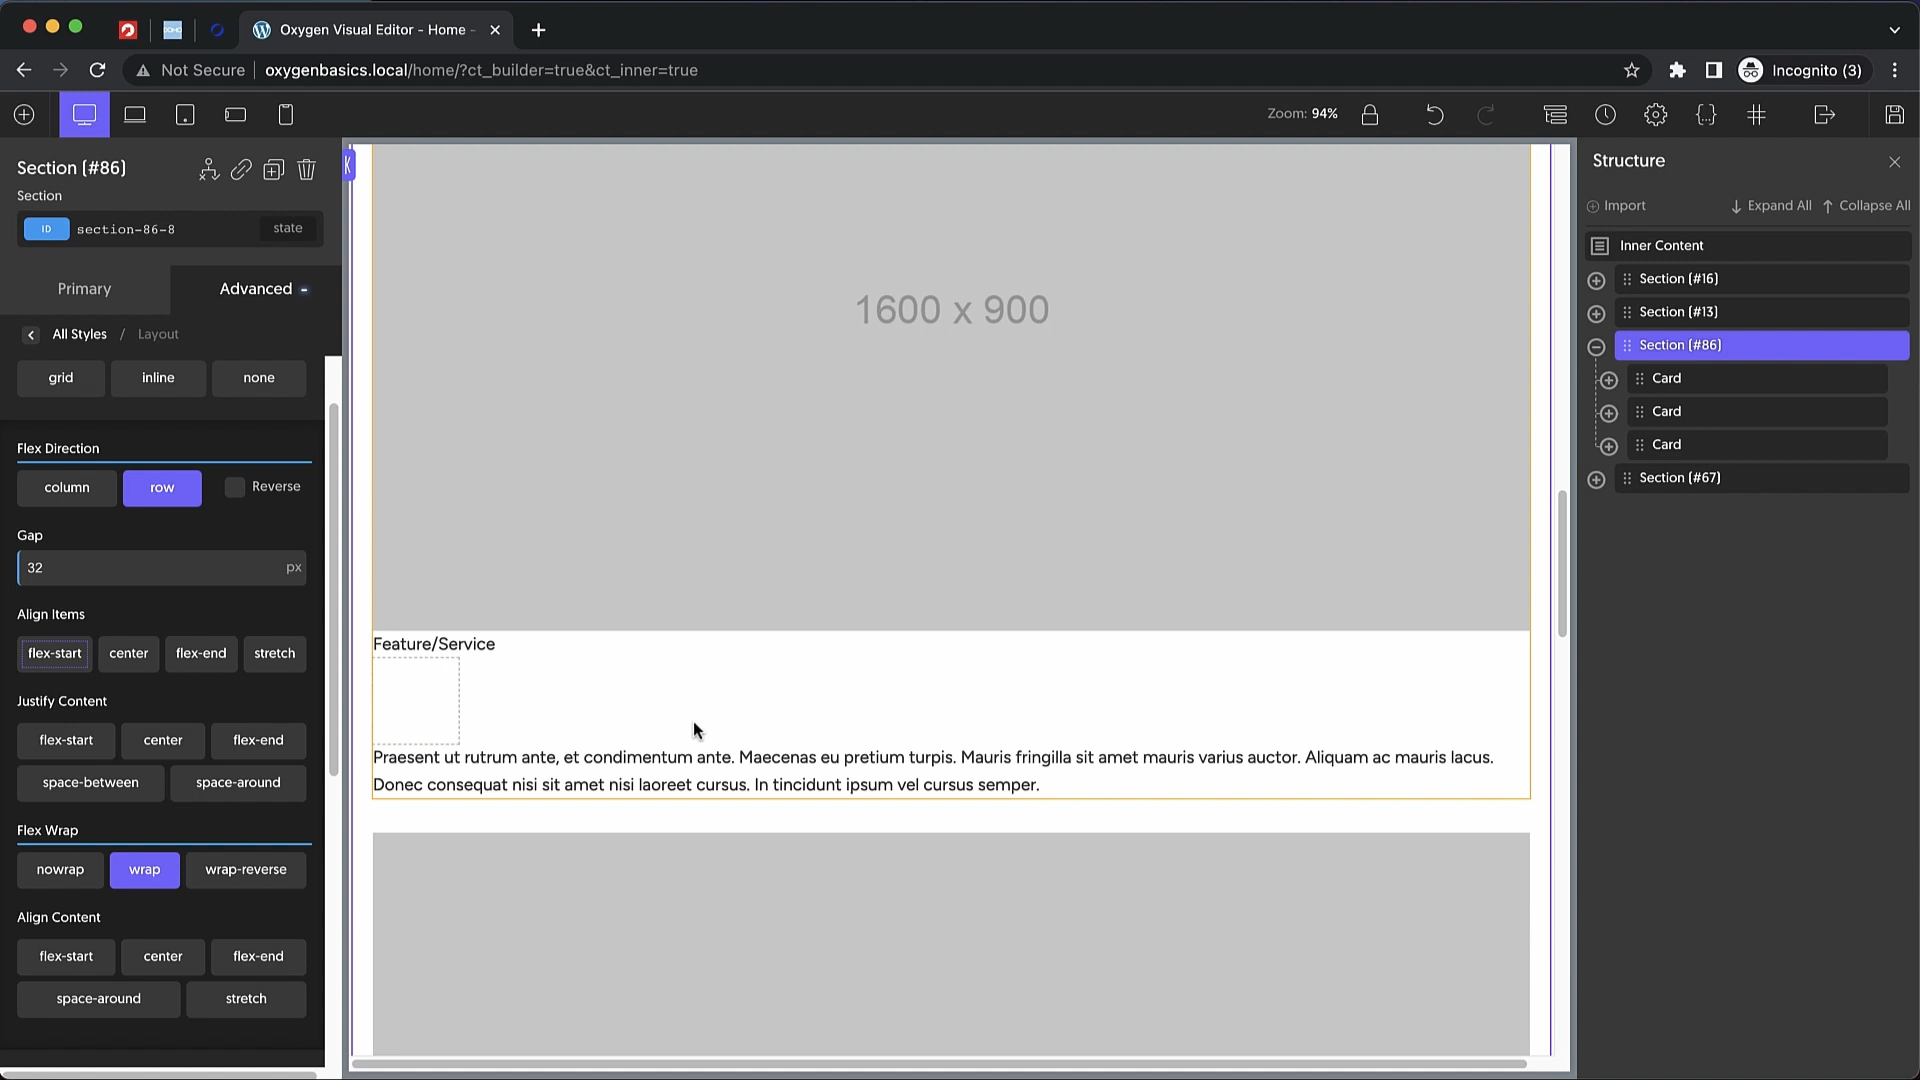 Oxygen Visual Editor - Home -
Not Secure
oxygenbasics.local/home/?ct_builder=true&ct_inner=true
Incognito (3)
Zoom: 94%
Section (#86)
Section
ID
section-86-8
state
Primary
Advanced
All Styles / Layout
grid
inline
none
Flex Direction
column
row
Reverse
Gap
32
px
Align Items
flex-start
center
flex-end
stretch
Justify Content
flex-start
center
flex-end
space-between
space-around
Flex Wrap
nowrap
wrap
wrap-reverse
Align Content
flex-start
center
flex-end
space-around
stretch
1600 x 900
Feature/Service
Praesent ut rutrum ante, et condimentum ante. Maecenas eu pretium turpis. Mauris fringilla sit amet mauris varius auctor. Aliquam ac mauris lacus.
Donec consequat nisi sit amet nisi laoreet cursus. In tincidunt ipsum vel cursus semper.
Structure
Import
Expand All
Collapse All
Inner Content
Section (#16)
Section (#13)
Section (#86)
Card
Card
Card
Section (#67)